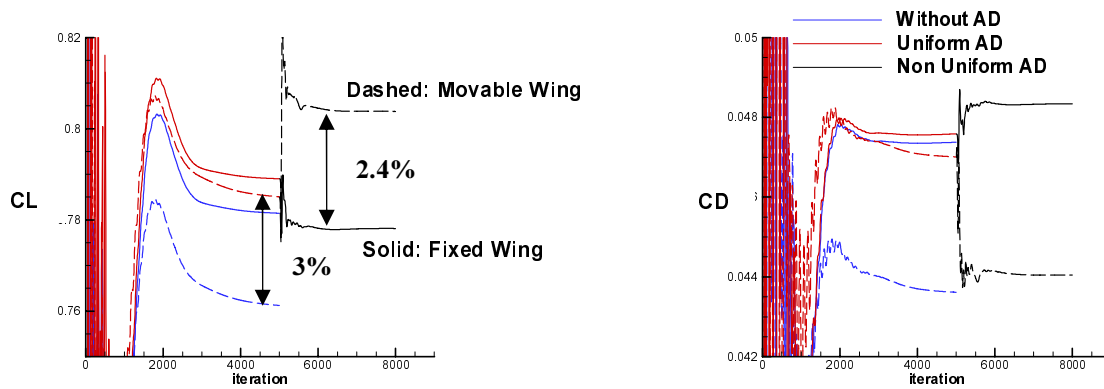 CL
0.82
0.8
0.76
0
2000
4000
6000
8000
iteration
Dashed: Movable Wing
2.4%
Solid: Fixed Wing
3%
Without AD
Uniform AD
Non Uniform AD
CD
0.05
0.048
0.044
0.042
0
2000
4000
6000
8000
iteration